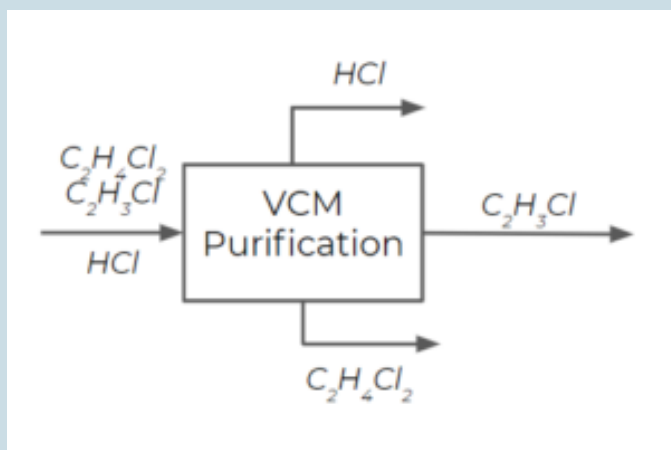 HCl
C₂H₄Cl₂
C₂H₃Cl
HCl
VCM
Purification
C₂H₃Cl
C₂H₄Cl₂